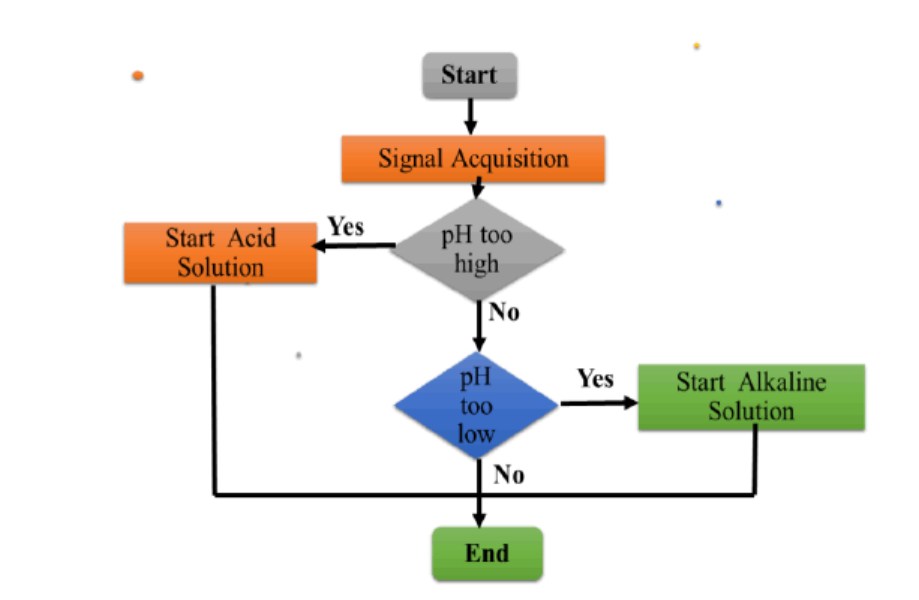 Start
Signal Acquisition
pH too
high
Yes
Start Acid
Solution
No
pH
too
low
Yes
Start Alkaline
Solution
No
End